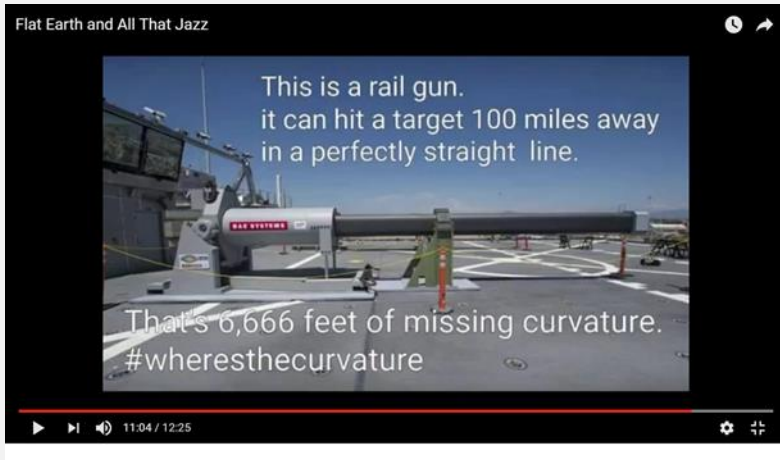 Flat Earth and All That Jazz
This is a rail gun.
it can hit a target 100 miles away
in a perfectly straight line.
BAE SYSTEMS
That's 6,666 feet of missing curvature.
#wheresthecurvature
11:04 / 12:25